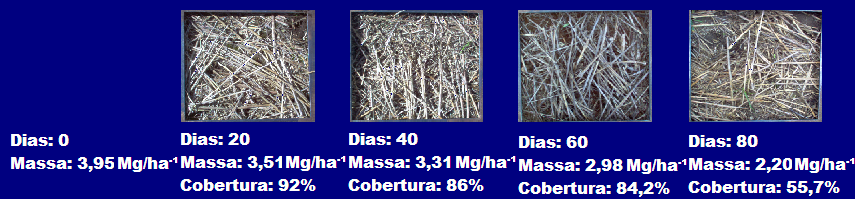 Dias: 0
Massa: 3,95 Mg/ha-¹
Dias: 20
Massa: 3,51 Mg/ha-¹
Cobertura: 92%
Dias: 40
Massa: 3,31 Mg/ha-¹
Cobertura: 86%
Dias: 60
Massa: 2,98 Mg/ha-¹
Cobertura: 84,2%
Dias: 80
Massa: 2,20 Mg/ha-¹
Cobertura: 55,7%